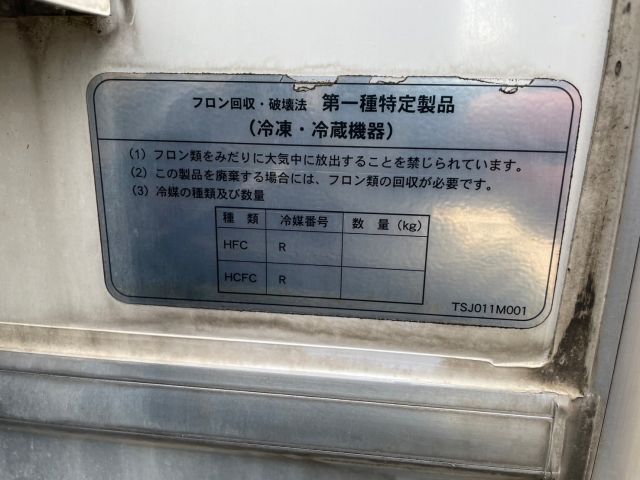 フロン回収・破壊法 第一種特定製品
（冷凍・冷蔵機器）
(1) フロン類をみだりに大気中に放出することを禁じられています。
(2) この製品を廃棄する場合には、フロン類の回収が必要です。
(3) 冷媒の種類及び数量
種 類 冷媒番号 数 量 (kg)
HFC R
HCFC R
TSJ011M001